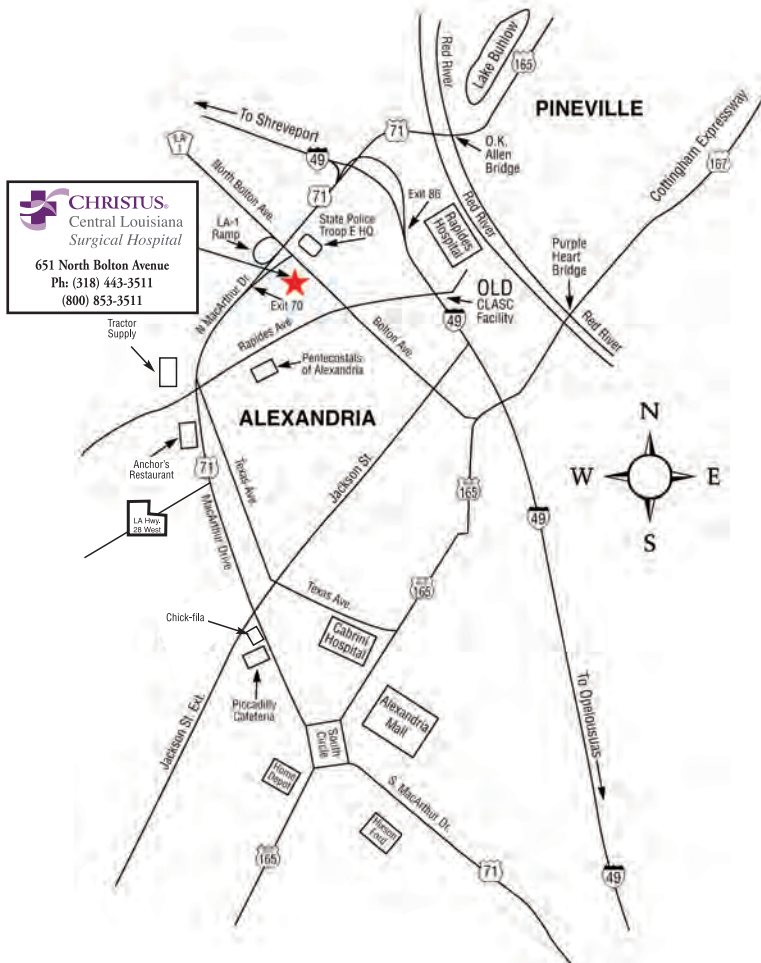 Red River
Lake Buhlow
165
PINEVILLE
To Shreveport
71
LA
1
49
O.K.
Allen
Bridge
Cottingham Expressway
167
North Bolton Ave.
71
Exit 86
CHRISTUS®
Central Louisiana
Surgical Hospital
651 North Bolton Avenue
Ph: (318) 443-3511
(800) 853-3511
LA-1
Ramp
State Police
Troop E HQ.
Rapides
Hospital
Red River
Purple
Heart
Bridge
N MacArthur Dr.
Exit 70
OLD
CLASC
Facility
49
Red River
Tractor
Supply
Rapides Ave
Bolton Ave.
Pentecostals
of Alexandria
ALEXANDRIA
N
W
E
S
Anchor's
Restaurant
71
Texas Ave
Jackson St.
165
LA Hwy.
28 West
MacArthur Drive
49
Texas Ave.
165
Chick-fila
Cabrini
Hospital
Piccadilly
Cafeteria
Alexandria
Mall
To Opelousuas
Jackson St. Ext.
South
Circle
Home
Depot
S. MacArthur Dr.
Hixson
Ford
165
71
49